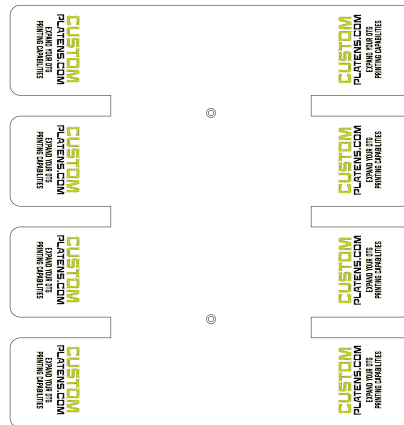 CUSTOM
PLATENS.COM
EXPAND YOUR DTG
PRINTING CAPABILITIES
CUSTOM
PLATENS.COM
EXPAND YOUR DTG
PRINTING CAPABILITIES
CUSTOM
PLATENS.COM
EXPAND YOUR DTG
PRINTING CAPABILITIES
CUSTOM
PLATENS.COM
EXPAND YOUR DTG
PRINTING CAPABILITIES
CUSTOM
PLATENS.COM
EXPAND YOUR DTG
PRINTING CAPABILITIES
CUSTOM
PLATENS.COM
EXPAND YOUR DTG
PRINTING CAPABILITIES
CUSTOM
PLATENS.COM
EXPAND YOUR DTG
PRINTING CAPABILITIES
CUSTOM
PLATENS.COM
EXPAND YOUR DTG
PRINTING CAPABILITIES